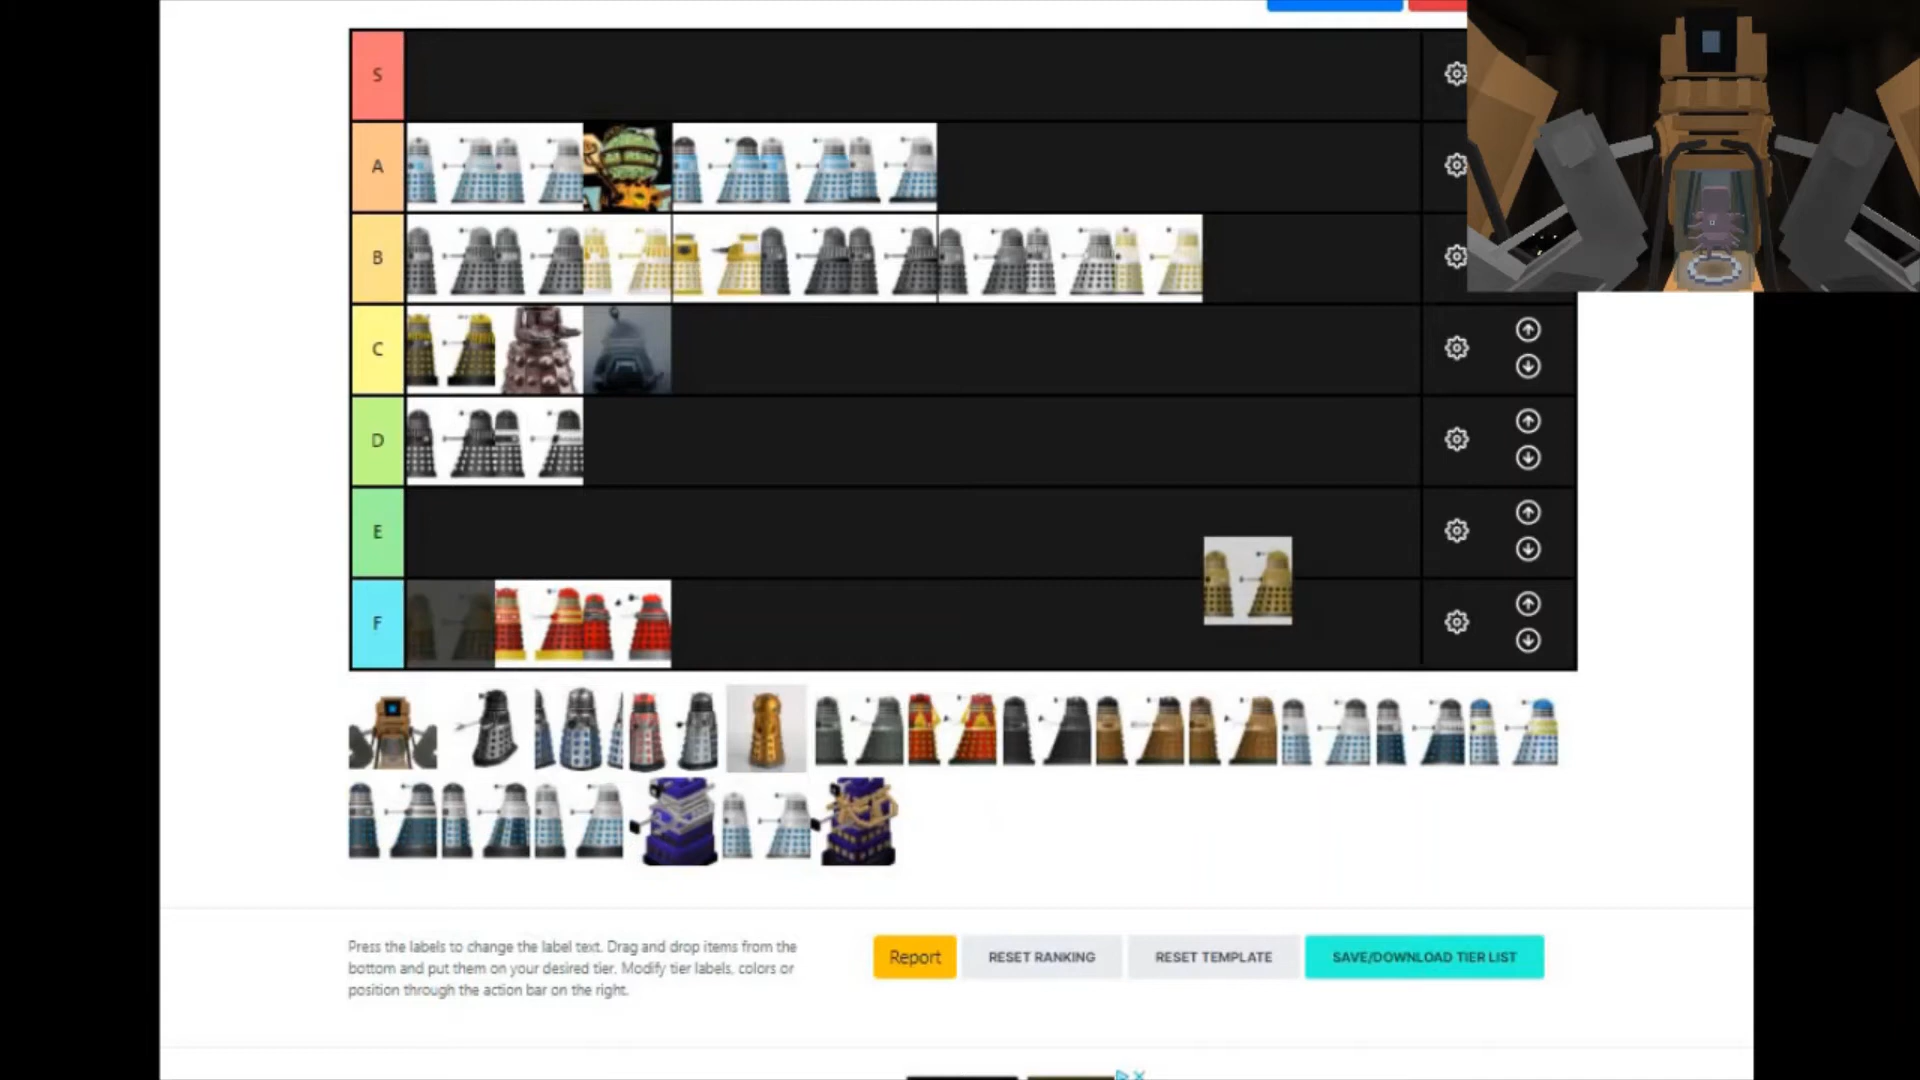 S
A
B
C
D
E
F
Press the labels to change the label text. Drag and drop items from the
bottom and put them on your desired tier. Modify tier labels, colors or
position through the action bar on the right.
Report
RESET RANKING
RESET TEMPLATE
SAVE/DOWNLOAD TIER LIST